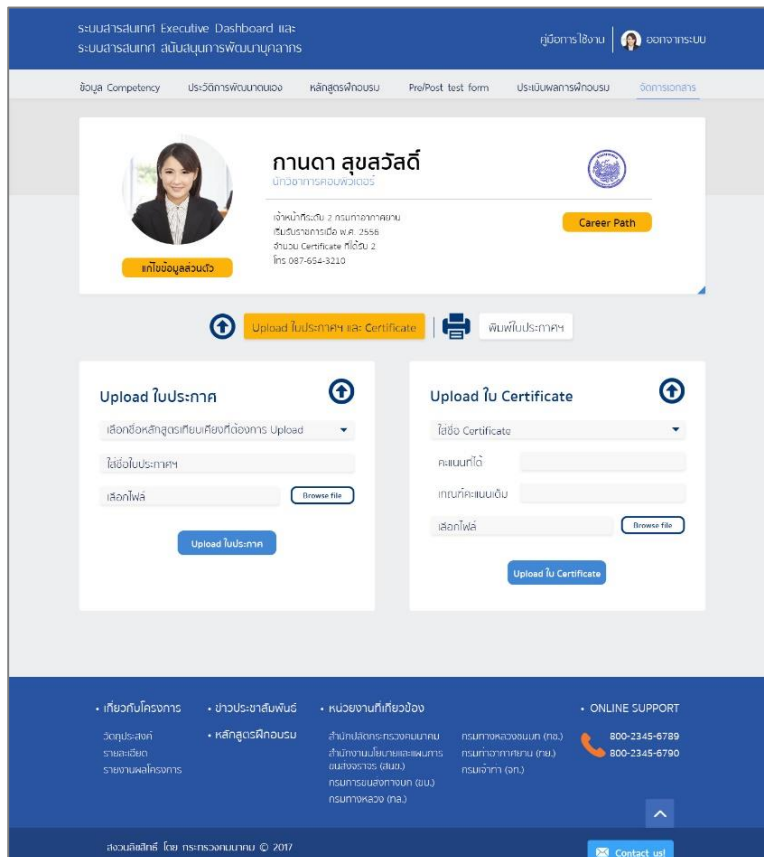 ระบบสารสนเทศ Executive Dashboard และ
ระบบสารสนเทศ สนับสนุนการพัฒนาบุคลากร
คู่มือการใช้งาน
ออกจากระบบ
ข้อมูล Competency
ประวัติการพัฒนาตนเอง
หลักสูตรฝึกอบรม
Pre/Post test form
ประเมินผลการฝึกอบรม
จัดการเอกสาร
กานดา สุขสวัสดิ์
นักวิชาการคอมพิวเตอร์
เจ้าหน้าที่ระดับ 2 กรมท่าอากาศยาน
เริ่มรับราชการเมื่อ พ.ศ. 2556
จำนวน Certificate ที่ได้รับ 2
โทร 087-654-3210
Career Path
แก้ไขข้อมูลส่วนตัว
Upload ใบประกาศฯ และ Certificate
พิมพ์ใบประกาศฯ
Upload ใบประกาศ
เลือกชื่อหลักสูตรเทียบเคียงที่ต้องการ Upload
ใส่ชื่อใบประกาศฯ
เลือกไฟล์
Browse file
Upload ใบประกาศ
Upload ใบ Certificate
ใส่ชื่อ Certificate
คะแนนที่ได้
เกณฑ์คะแนนเต็ม
เลือกไฟล์
Browse file
Upload ใบ Certificate
• เกี่ยวกับโครงการ
วัตถุประสงค์
รายละเอียด
รายงานผลโครงการ
• ข่าวประชาสัมพันธ์
• หลักสูตรฝึกอบรม
• หน่วยงานที่เกี่ยวข้อง
สำนักปลัดกระทรวงคมนาคม
สำนักงานนโยบายและแผนการ
ขนส่งจราจร (สนข.)
กรมการขนส่งทางบก (ขบ.)
กรมทางหลวง (ทล.)
กรมทางหลวงชนบท (ทช.)
กรมท่าอากาศยาน (ทย.)
กรมเจ้าท่า (จท.)
• ONLINE SUPPORT
800-2345-6789
800-2345-6790
สงวนลิขสิทธิ์ โดย กระทรวงคมนาคม © 2017
Contact us!